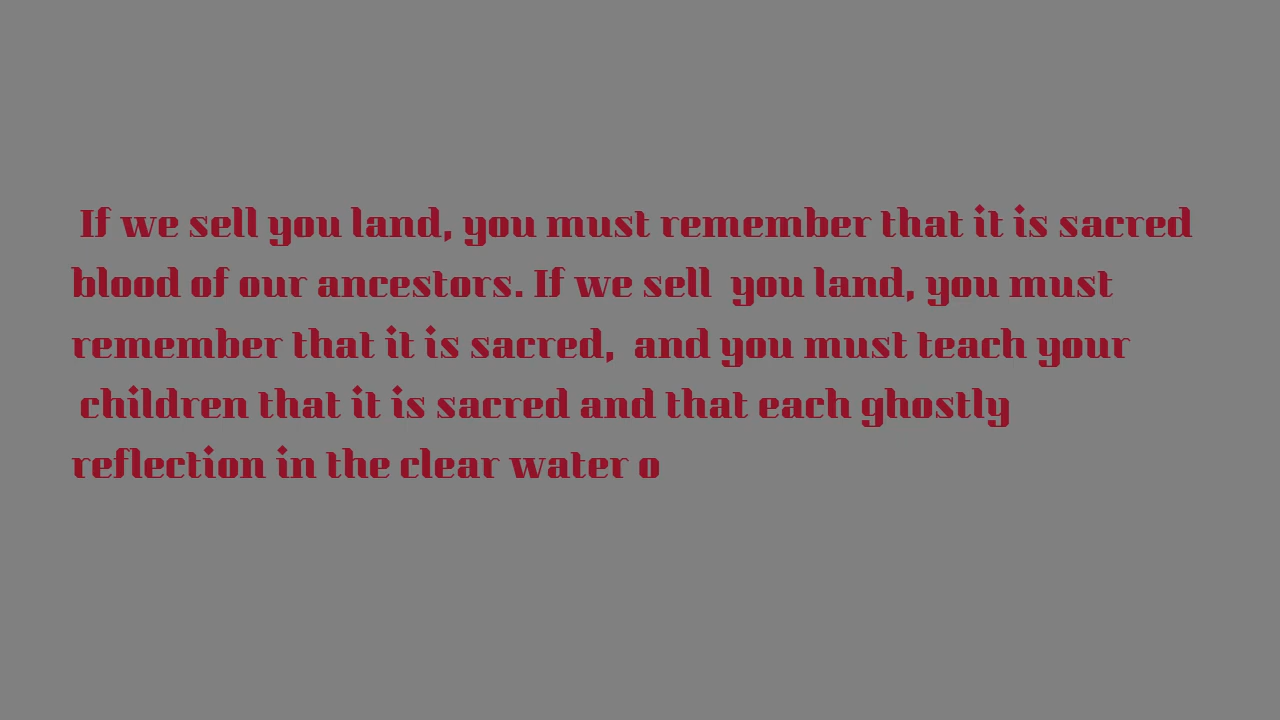 If we sell you land, you must remember that it is sacred
blood of our ancestors. If we sell you land, you must
remember that it is sacred, and you must teach your
children that it is sacred and that each ghostly
reflection in the clear water o